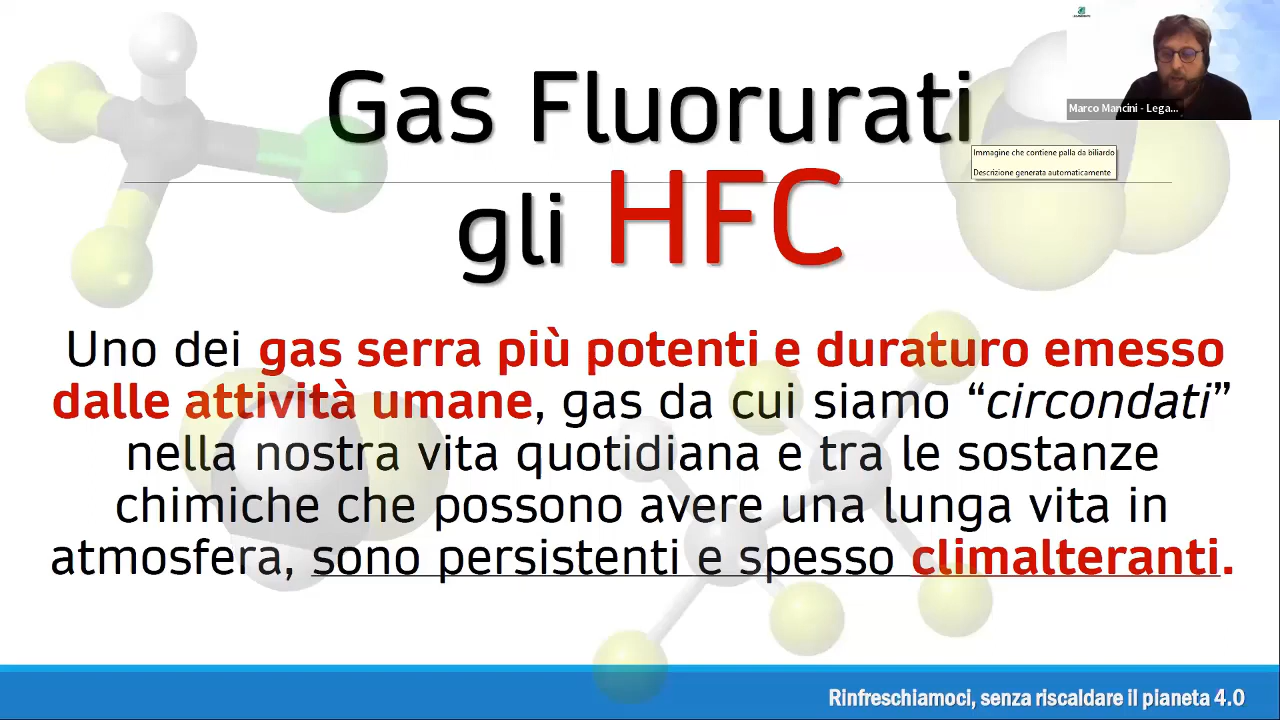 Gas Fluorurati
gli HFC
Marco Mancini - Lega...
Immagine che contiene palla da biliardo
Descrizione generata automaticamente
Uno dei gas serra più potenti e duraturo emesso
dalle attività umane, gas da cui siamo “circondati”
nella nostra vita quotidiana e tra le sostanze
chimiche che possono avere una lunga vita in
atmosfera, sono persistenti e spesso climalteranti.
Rinfreschiamoci, senza riscaldare il pianeta 4.0